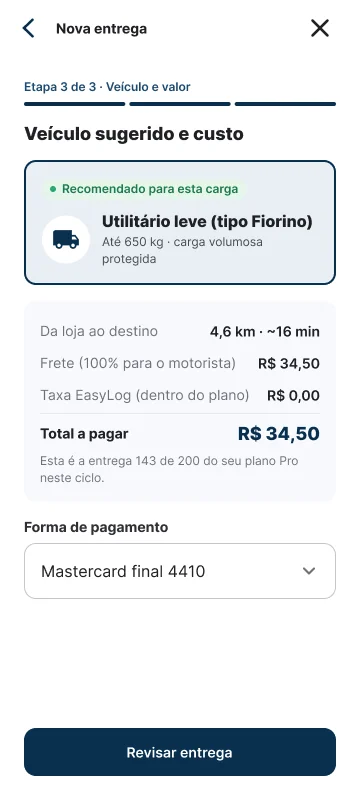 Nova entrega
Etapa 3 de 3 · Veículo e valor
Veículo sugerido e custo
Recomendado para esta carga
Utilitário leve (tipo Fiorino)
Até 650 kg · carga volumosa
protegida
Da loja ao destino 4,6 km · ~16 min
Frete (100% para o motorista) R$ 34,50
Taxa EasyLog (dentro do plano) R$ 0,00
Total a pagar R$ 34,50
Esta é a entrega 143 de 200 do seu plano Pro
neste ciclo.
Forma de pagamento
Mastercard final 4410
Revisar entrega